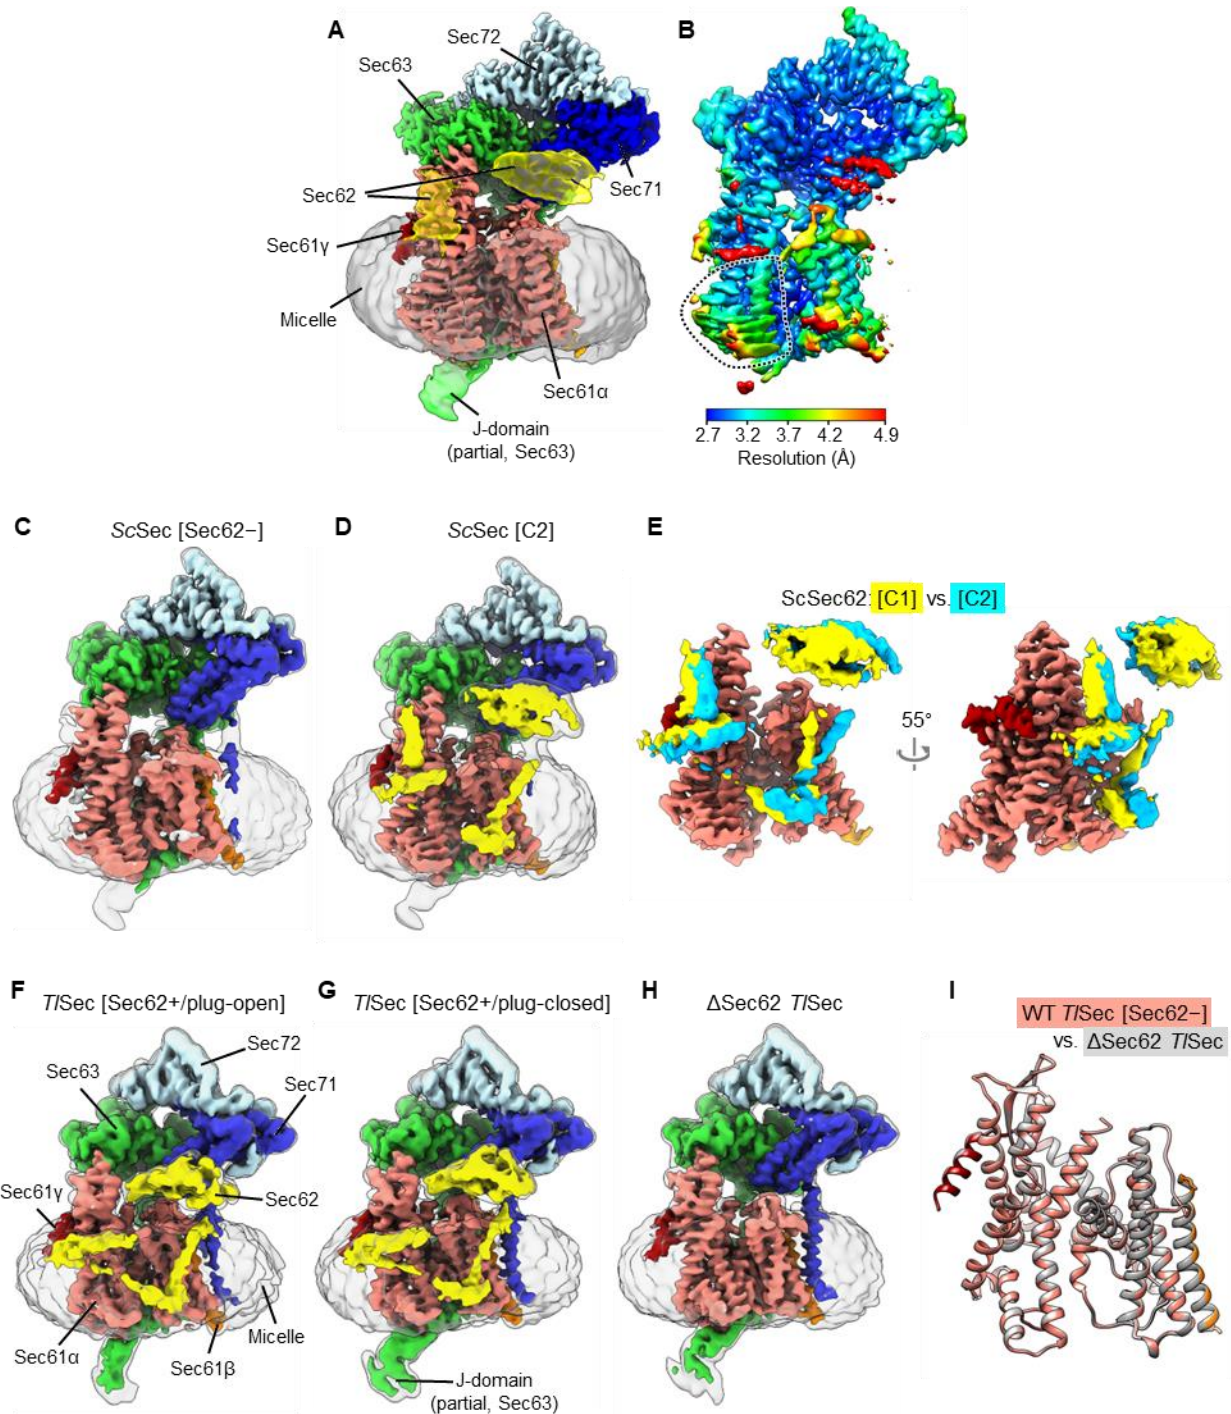 A
B
Sec72
Sec63
Sec62
Sec71
Sec61γ
Micelle
Sec61α
J-domain
(partial, Sec63)
2.7 3.2 3.7 4.2 4.9
Resolution (Å)
C
ScSec [Sec62−]
D
ScSec [C2]
E
ScSec62: [C1] vs. [C2]
55°
F
TlSec [Sec62+/plug-open]
G
TlSec [Sec62+/plug-closed]
H
ΔSec62 TlSec
I
WT TlSec [Sec62−]
vs. ΔSec62 TlSec
Sec72
Sec63
Sec71
Sec61γ
Sec62
Sec61α
Sec61β
Micelle
J-domain
(partial, Sec63)